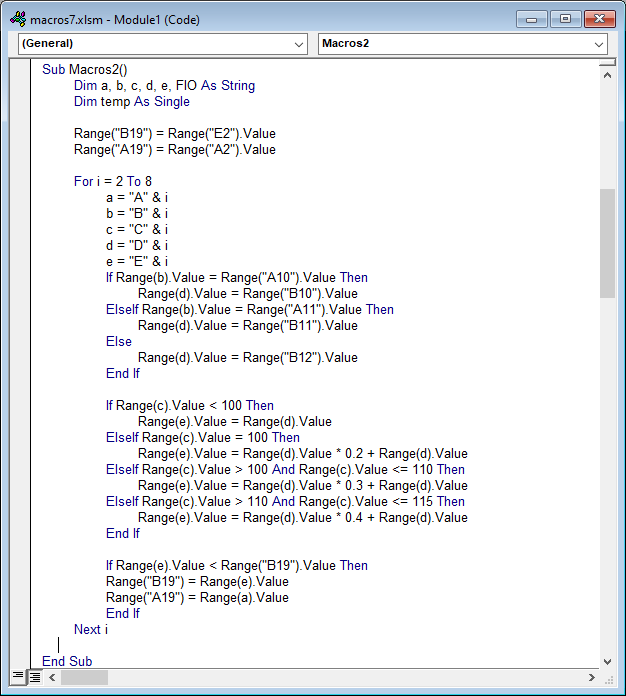 macros7.xlsm - Module1 (Code)
(General) Macros2
Sub Macros2()
Dim a, b, c, d, e, FIO As String
Dim temp As Single
Range("B19") = Range("E2").Value
Range("A19") = Range("A2").Value
For i = 2 To 8
a = "A" & i
b = "B" & i
c = "C" & i
d = "D" & i
e = "E" & i
If Range(b).Value = Range("A10").Value Then
Range(d).Value = Range("B10").Value
ElseIf Range(b).Value = Range("A11").Value Then
Range(d).Value = Range("B11").Value
Else
Range(d).Value = Range("B12").Value
End If
If Range(c).Value < 100 Then
Range(e).Value = Range(d).Value
ElseIf Range(c).Value = 100 Then
Range(e).Value = Range(d).Value * 0.2 + Range(d).Value
ElseIf Range(c).Value > 100 And Range(c).Value <= 110 Then
Range(e).Value = Range(d).Value * 0.3 + Range(d).Value
ElseIf Range(c).Value > 110 And Range(c).Value <= 115 Then
Range(e).Value = Range(d).Value * 0.4 + Range(d).Value
End If
If Range(e).Value < Range("B19").Value Then
Range("B19") = Range(e).Value
Range("A19") = Range(a).Value
End If
Next i
End Sub